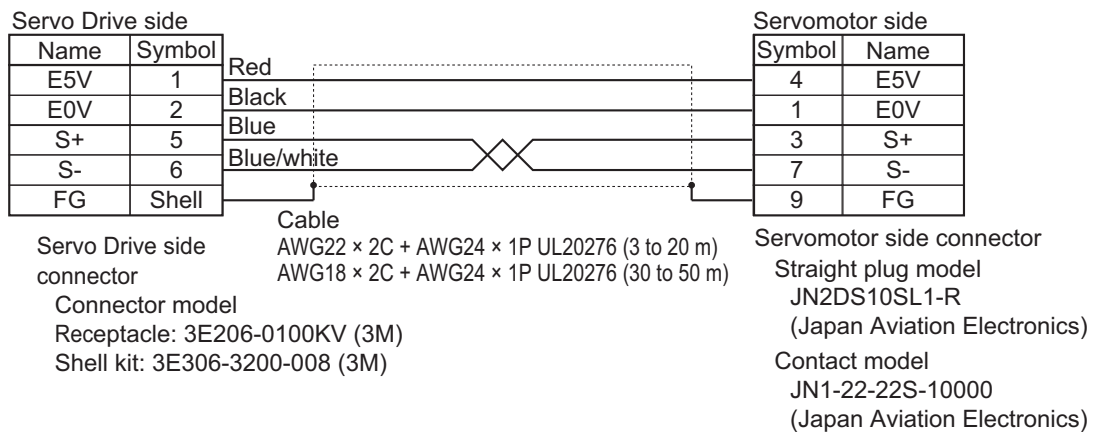 Servo Drive side
Servomotor side
Name Symbol
Symbol Name
E5V 1 Red 4 E5V
E0V 2 Black 1 E0V
S+ 5 Blue 3 S+
S- 6 Blue/white 7 S-
FG Shell 9 FG
Servo Drive side
connector
Connector model
Receptacle: 3E206-0100KV (3M)
Shell kit: 3E306-3200-008 (3M)
Cable
AWG22 × 2C + AWG24 × 1P UL20276 (3 to 20 m)
AWG18 × 2C + AWG24 × 1P UL20276 (30 to 50 m)
Servomotor side connector
Straight plug model
JN2DS10SL1-R
(Japan Aviation Electronics)
Contact model
JN1-22-22S-10000
(Japan Aviation Electronics)